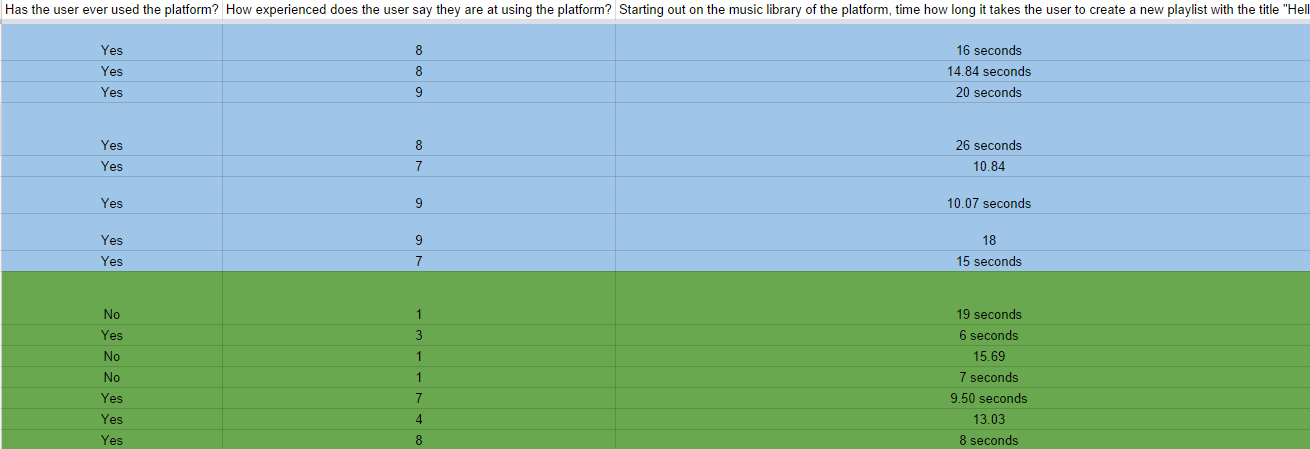 Has the user ever used the platform? How experienced does the user say they are at using the platform? Starting out on the music library of the platform, time how long it takes the user to create a new playlist with the title "Hell
Yes 8 16 seconds
Yes 8 14.84 seconds
Yes 9 20 seconds
Yes 8 26 seconds
Yes 7 10.84
Yes 9 10.07 seconds
Yes 9 18
Yes 7 15 seconds
No 1 19 seconds
Yes 3 6 seconds
No 1 15.69
No 1 7 seconds
Yes 7 9.50 seconds
Yes 4 13.03
Yes 8 8 seconds